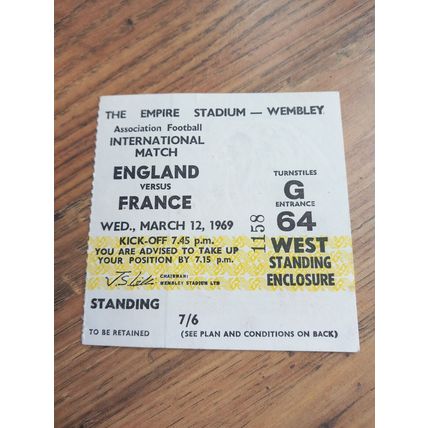 THE EMPIRE STADIUM — WEMBLEY
Association Football
INTERNATIONAL
MATCH
ENGLAND
VERSUS
FRANCE
WED., MARCH 12, 1969
KICK-OFF 7.45 p.m.
YOU ARE ADVISED TO TAKE UP
YOUR POSITION BY 7.15 p.m.
CHAIRMAN:
WEMBLEY STADIUM LTD
STANDING
TO BE RETAINED
7/6
(SEE PLAN AND CONDITIONS ON BACK)
1158
TURNSTILES
G
ENTRANCE
64
WEST
STANDING
ENCLOSURE